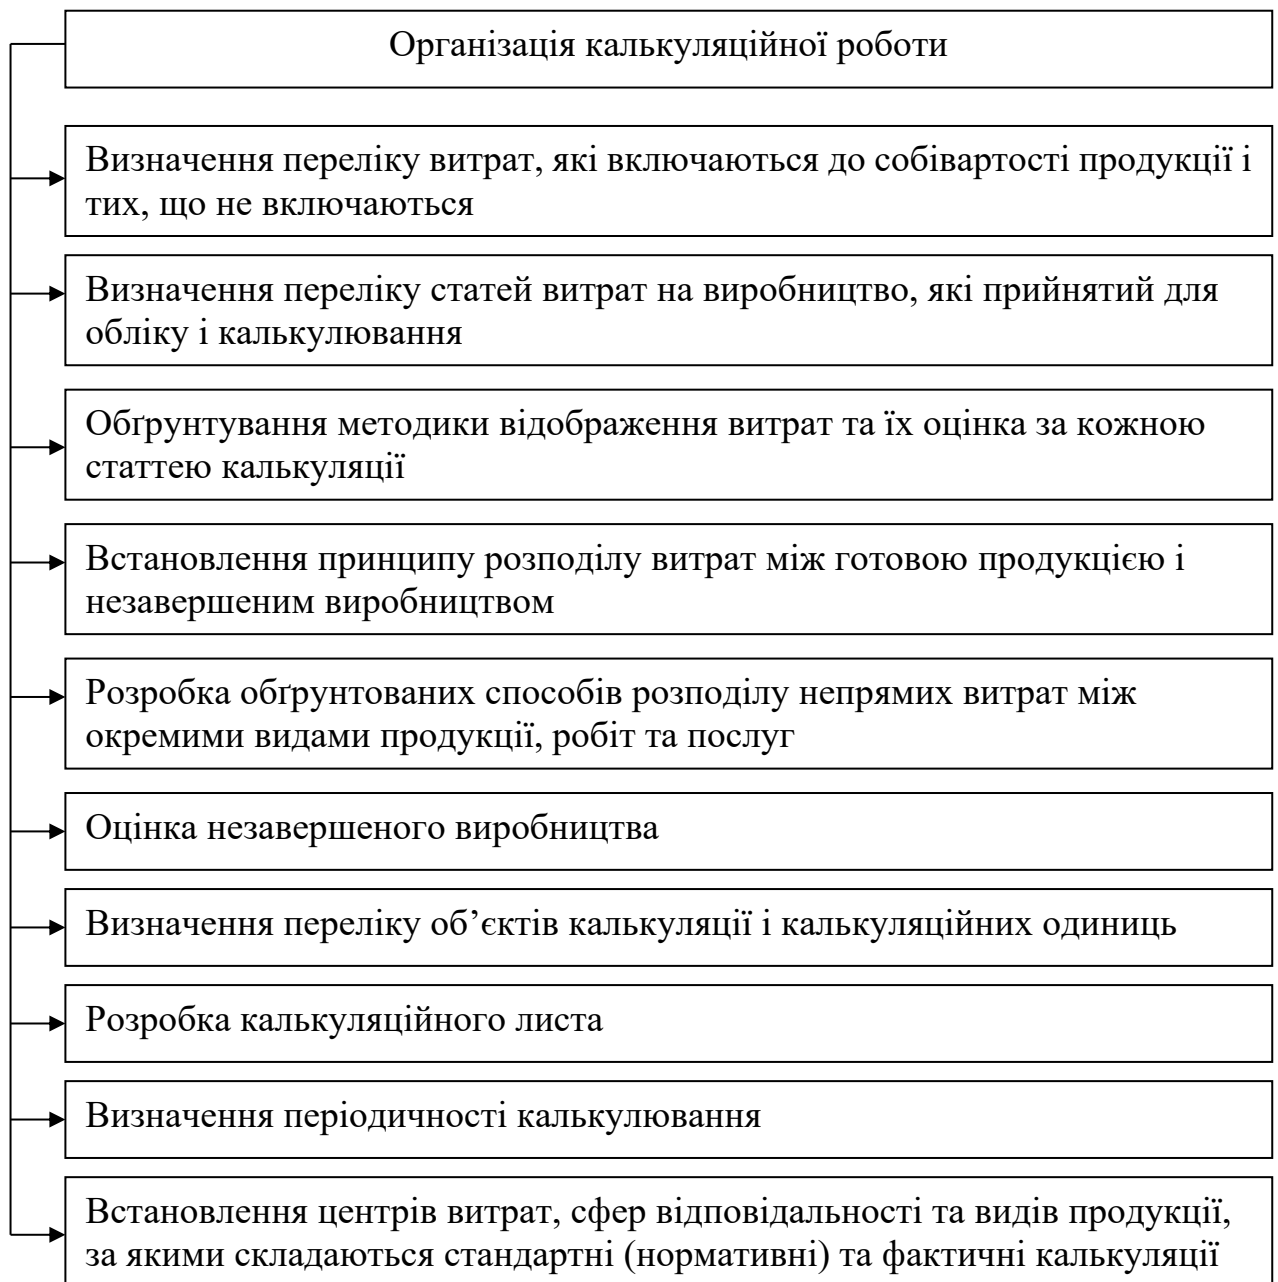 Організація калькуляційної роботи
Визначення переліку витрат, які включаються до собівартості продукції і
тих, що не включаються
Визначення переліку статей витрат на виробництво, які прийнятий для
обліку і калькулювання
Обґрунтування методики відображення витрат та їх оцінка за кожною
статтею калькуляції
Встановлення принципу розподілу витрат між готовою продукцією і
незавершеним виробництвом
Розробка обґрунтованих способів розподілу непрямих витрат між
окремими видами продукції, робіт та послуг
Оцінка незавершеного виробництва
Визначення переліку об’єктів калькуляції і калькуляційних одиниць
Розробка калькуляційного листа
Визначення періодичності калькулювання
Встановлення центрів витрат, сфер відповідальності та видів продукції,
за якими складаються стандартні (нормативні) та фактичні калькуляції